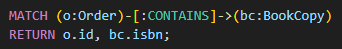 MATCH (o:Order)-[:CONTAINS]->(bc:BookCopy)
RETURN o.id, bc.isbn;